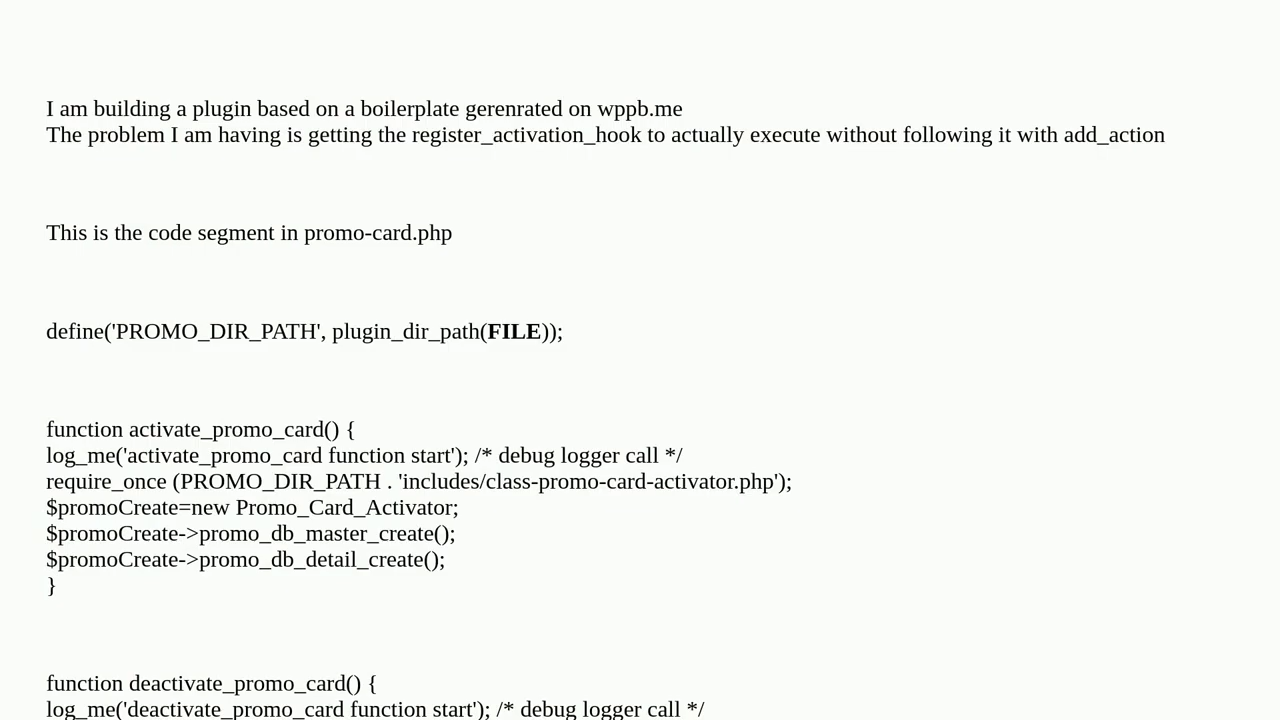 I am building a plugin based on a boilerplate gerenrated on wppb.me
The problem I am having is getting the register_activation_hook to actually execute without following it with add_action
This is the code segment in promo-card.php
define('PROMO_DIR_PATH', plugin_dir_path(FILE));
function activate_promo_card() {
log_me('activate_promo_card function start'); /* debug logger call */
require_once (PROMO_DIR_PATH . 'includes/class-promo-card-activator.php');
$promoCreate=new Promo_Card_Activator;
$promoCreate->promo_db_master_create();
$promoCreate->promo_db_detail_create();
}
function deactivate_promo_card() {
log_me('deactivate_promo_card function start'); /* debug logger call */